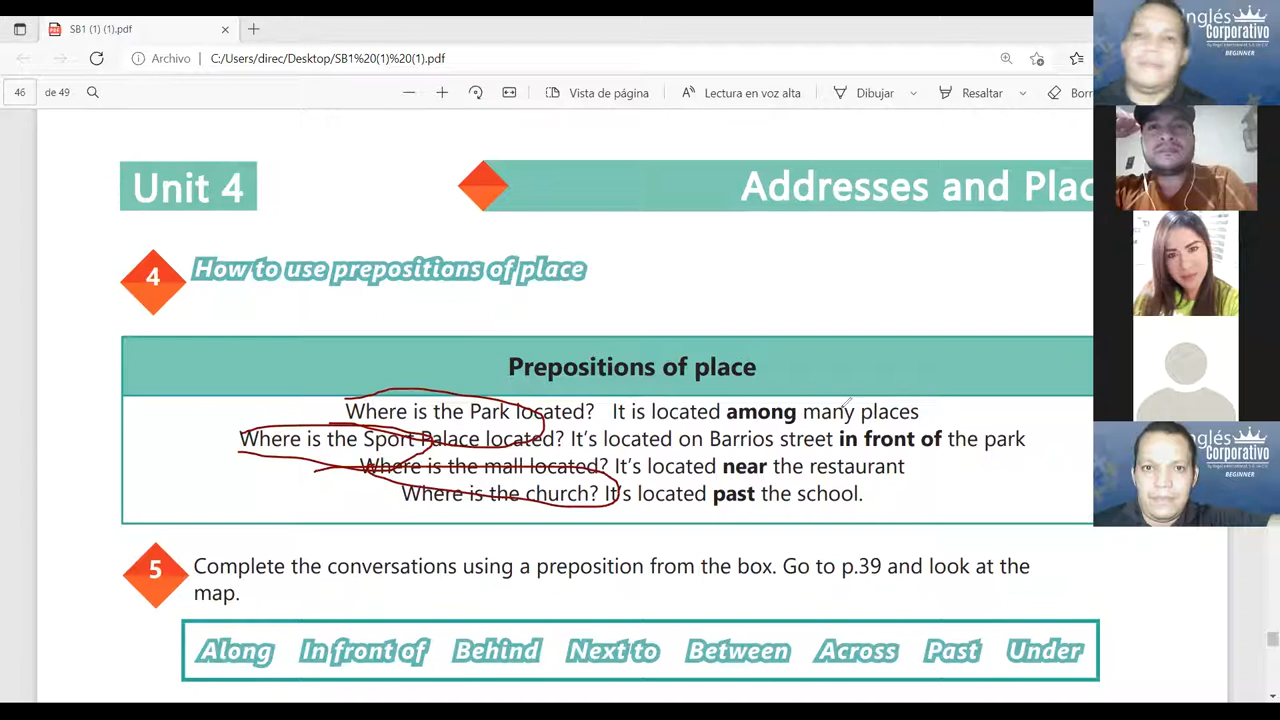 SB1 (1) (1).pdf
Archivo
C:/Users/direc/Desktop/SB1%20(1)%20(1).pdf
46 de 49
Vista de página
Lectura en voz alta
Dibujar
Resaltar
Inglés
Corporativo
BEGINNER
Unit 4
Addresses and
4
How to use prepositions of place
Prepositions of place
Where is the Park located? It is located among many places
Where is the Sport Palace located? It's located on Barrios street in front of the park
Where is the mall located? It's located near the restaurant
Where is the church? It's located past the school.
5
Complete the conversations using a preposition from the box. Go to p.39 and look at the
map.
Along In front of Behind Next to Between Across Past Under
Inglés
Corporativo
BEGINNER